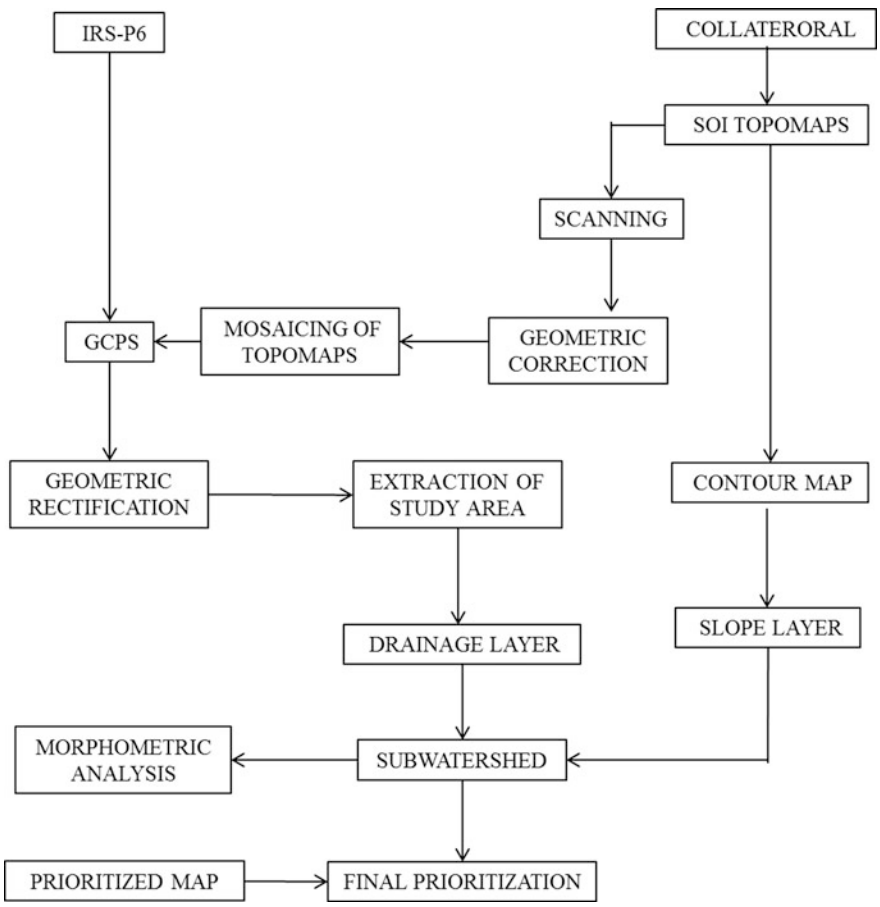 IRS-P6
COLLATERORAL
SOI TOPOMAPS
SCANNING
GCPS
MOSAICING OF
TOPOMAPS
GEOMETRIC
CORRECTION
GEOMETRIC
RECTIFICATION
EXTRACTION OF
STUDY AREA
CONTOUR MAP
SLOPE LAYER
DRAINAGE LAYER
MORPHOMETRIC
ANALYSIS
SUBWATERSHED
PRIORITIZED MAP
FINAL PRIORITIZATION